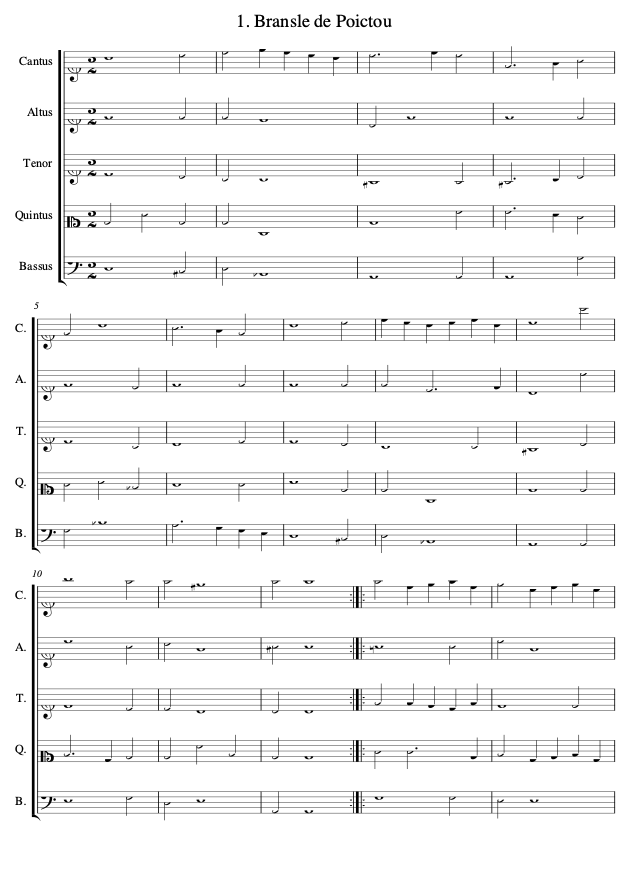 1. Bransle de Poictou
Cantus
Altus
Tenor
Quintus
Bassus
5
C.
A.
T.
Q.
B.
10
C.
A.
T.
Q.
B.